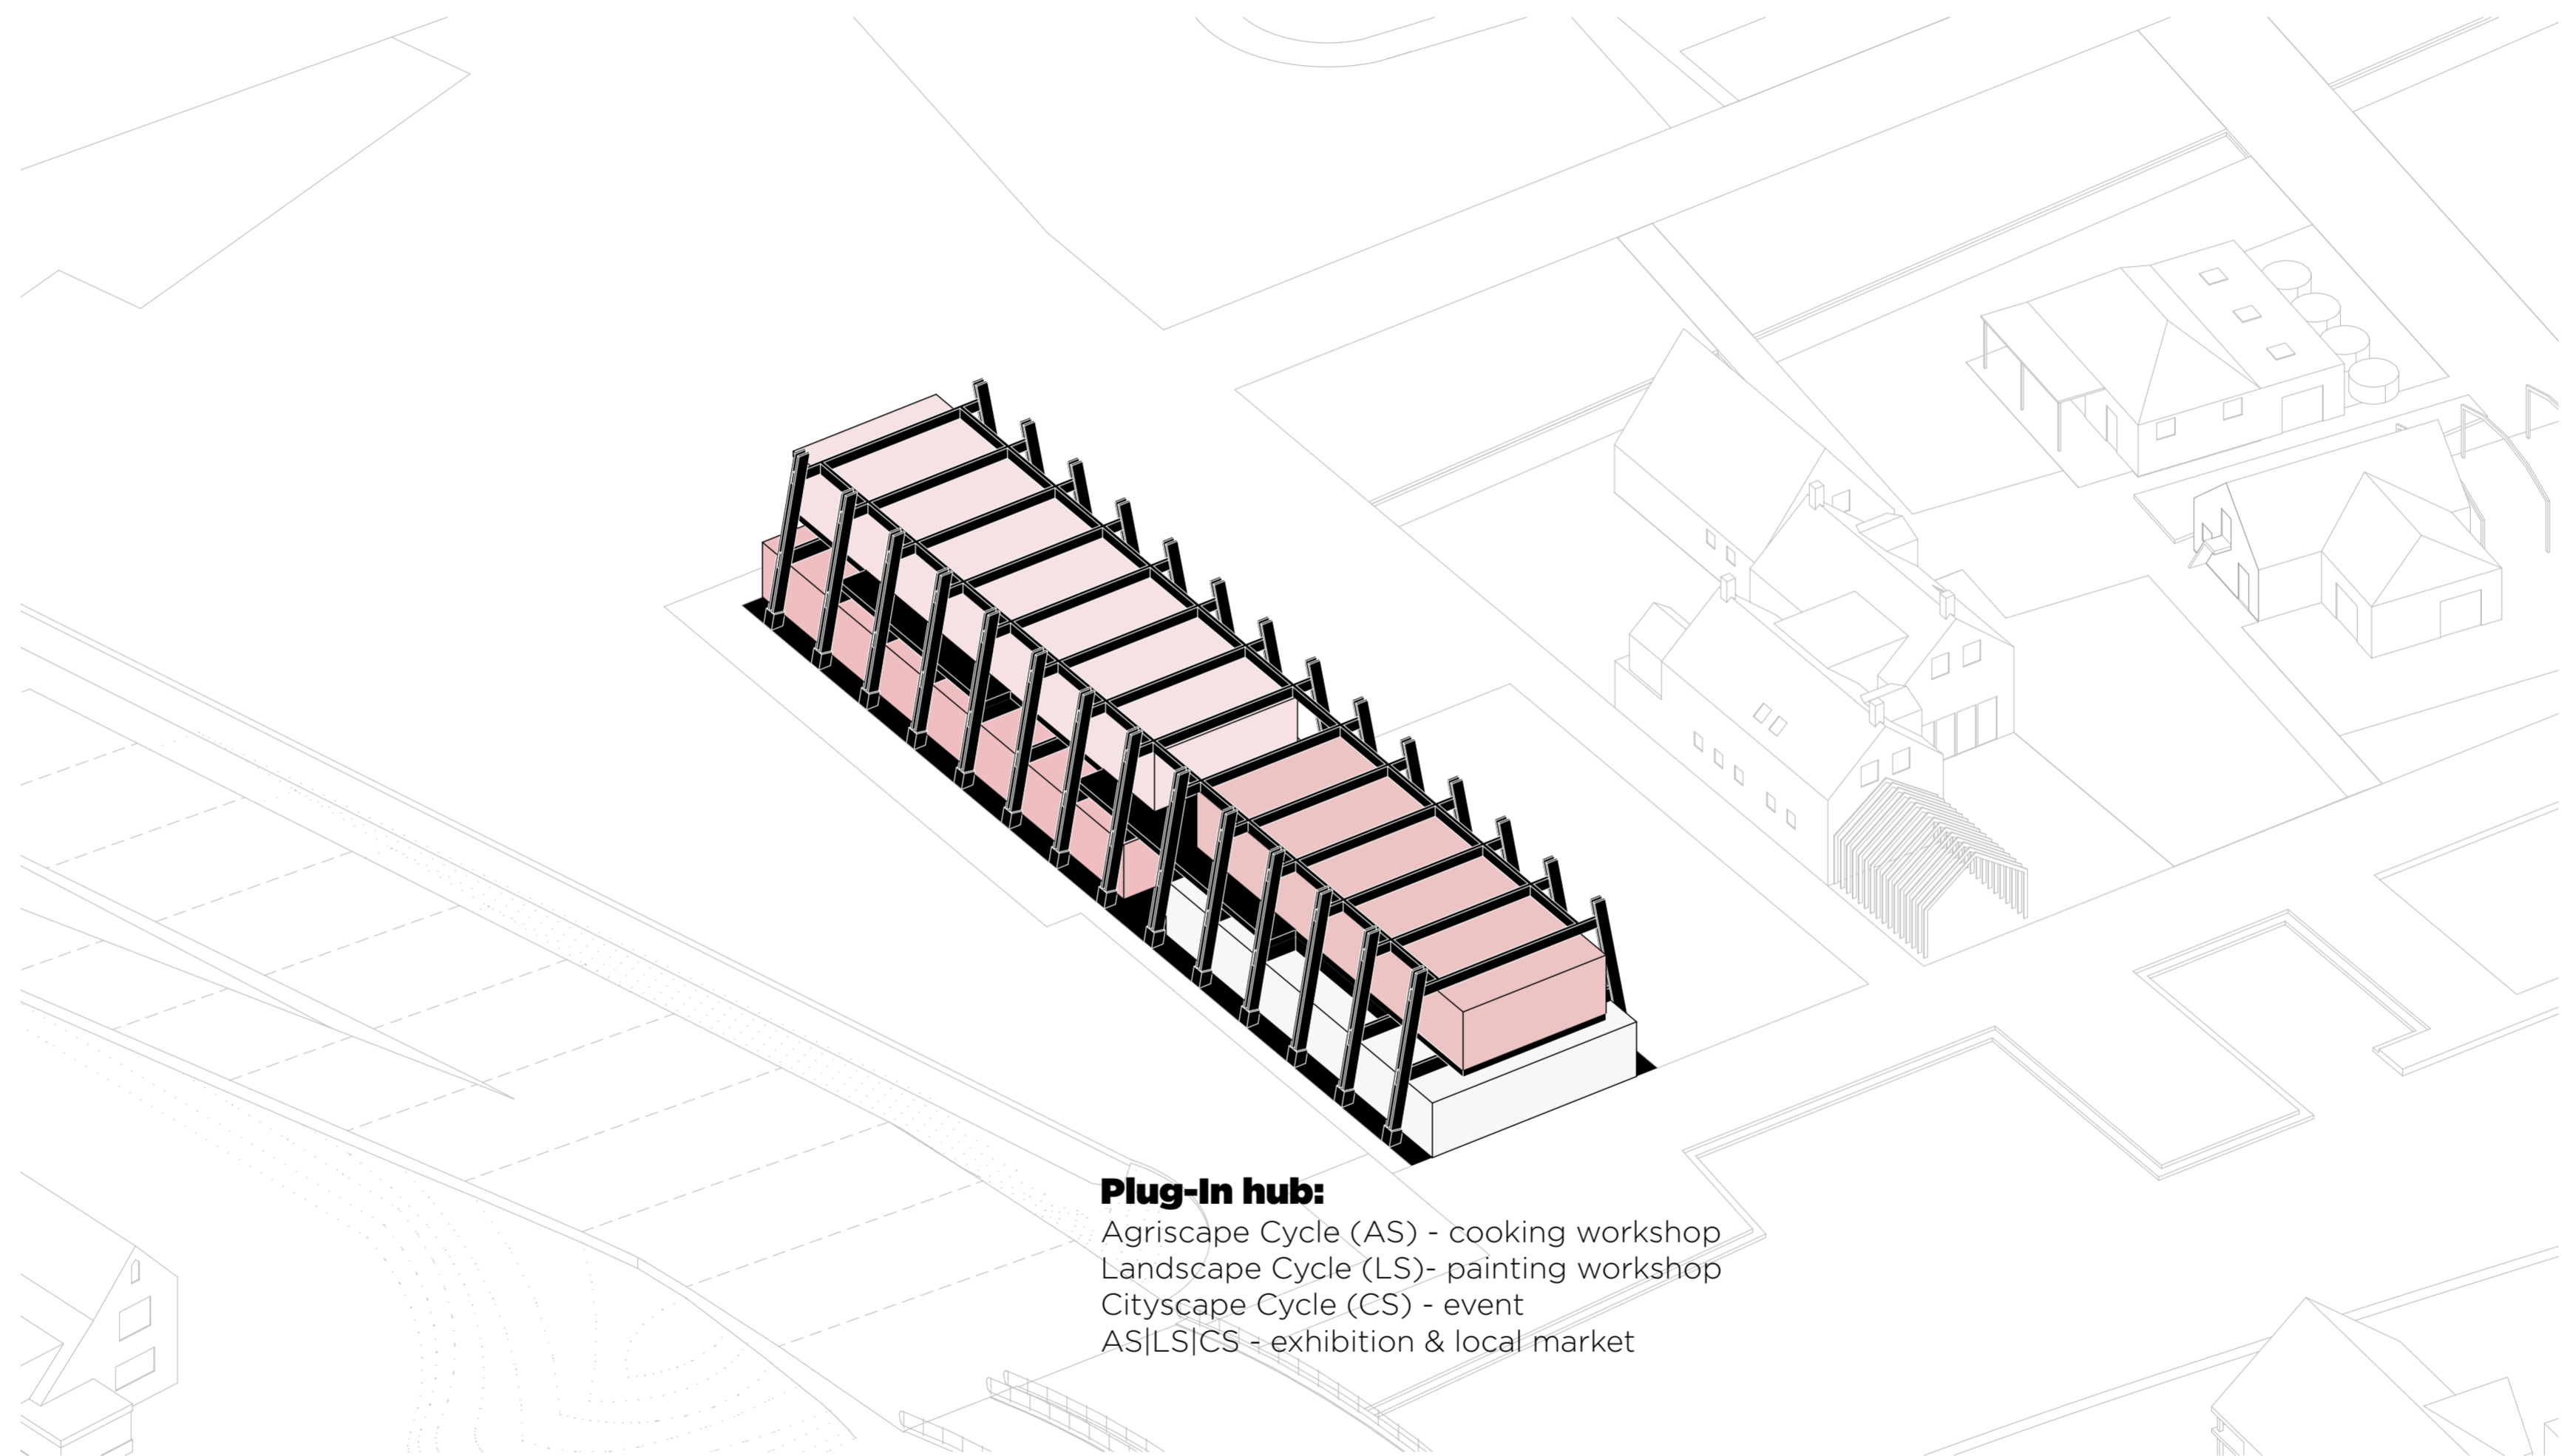 Plug-In hub:
Agriscape Cycle (AS) - cooking workshop
Landscape Cycle (LS)- painting workshop
Cityscape Cycle (CS) - event
AS|LS|CS - exhibition & local market